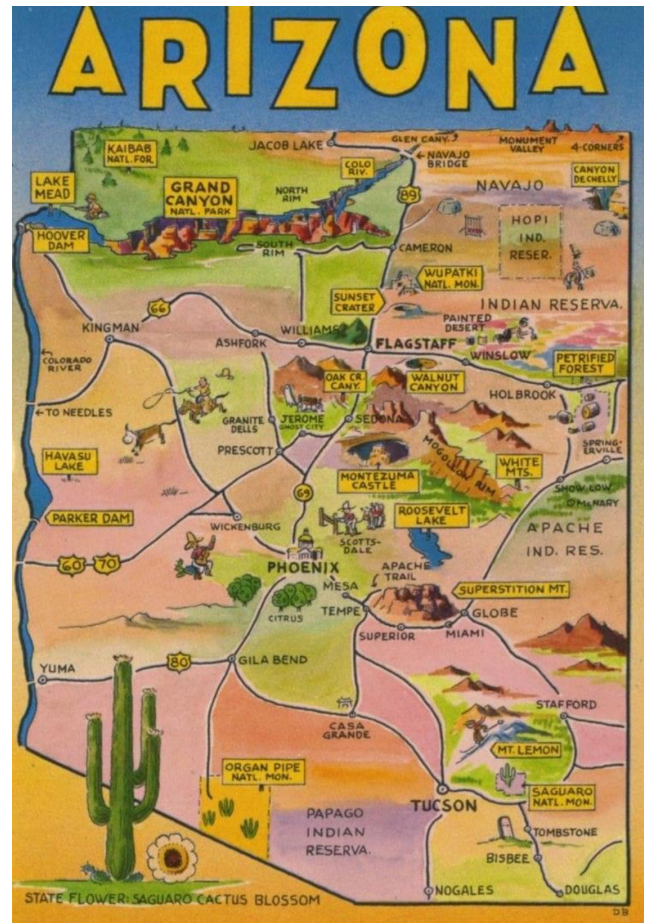 ARIZONA
KAIBAB
NATL. FOR.
JACOB LAKE
GLEN CANY.
NAVAJO
BRIDGE
MONUMENT
VALLEY
4-CORNERS
LAKE
MEAD
GRAND
CANYON
NATL. PARK
NORTH
RIM
COLO
RIV.
89
NAVAJO
CANYON
DE CHELLY
HOOVER
DAM
SOUTH
RIM
CAMERON
HOPI
IND.
RESER.
WUPATKI
NATL. MON.
SUNSET
CRATER
INDIAN RESERVA.
66
KINGMAN
ASHFORK
WILLIAMS
FLAGSTAFF
PAINTED
DESERT
WINSLOW
PETRIFIED
FOREST
COLORADO
RIVER
OAK CR.
CANY.
WALNUT
CANYON
HOLBROOK
TO NEEDLES
GRANITE
DELLS
JEROME
GHOST CITY
SEDONA
PRESCOTT
MOGOLLON RIM
SPRING-
ERVILLE
HAVASU
LAKE
MONTEZUMA
CASTLE
WHITE
MTS.
SHOW LOW
McNARY
69
PARKER DAM
WICKENBURG
SCOTTS-
DALE
ROOSEVELT
LAKE
APACHE
IND. RES.
60 70
PHOENIX
MESA
APACHE
TRAIL
SUPERSTITION MT.
CITRUS
TEMPE
GLOBE
SUPERIOR
MIAMI
YUMA
80
GILA BEND
CASA
GRANDE
STAFFORD
MT. LEMON
ORGAN PIPE
NATL. MON.
TUCSON
SAGUARO
NATL. MON.
PAPAGO
INDIAN
RESERVA.
TOMBSTONE
BISBEE
NOGALES
DOUGLAS
STATE FLOWER: SAGUARO CACTUS BLOSSOM
DB